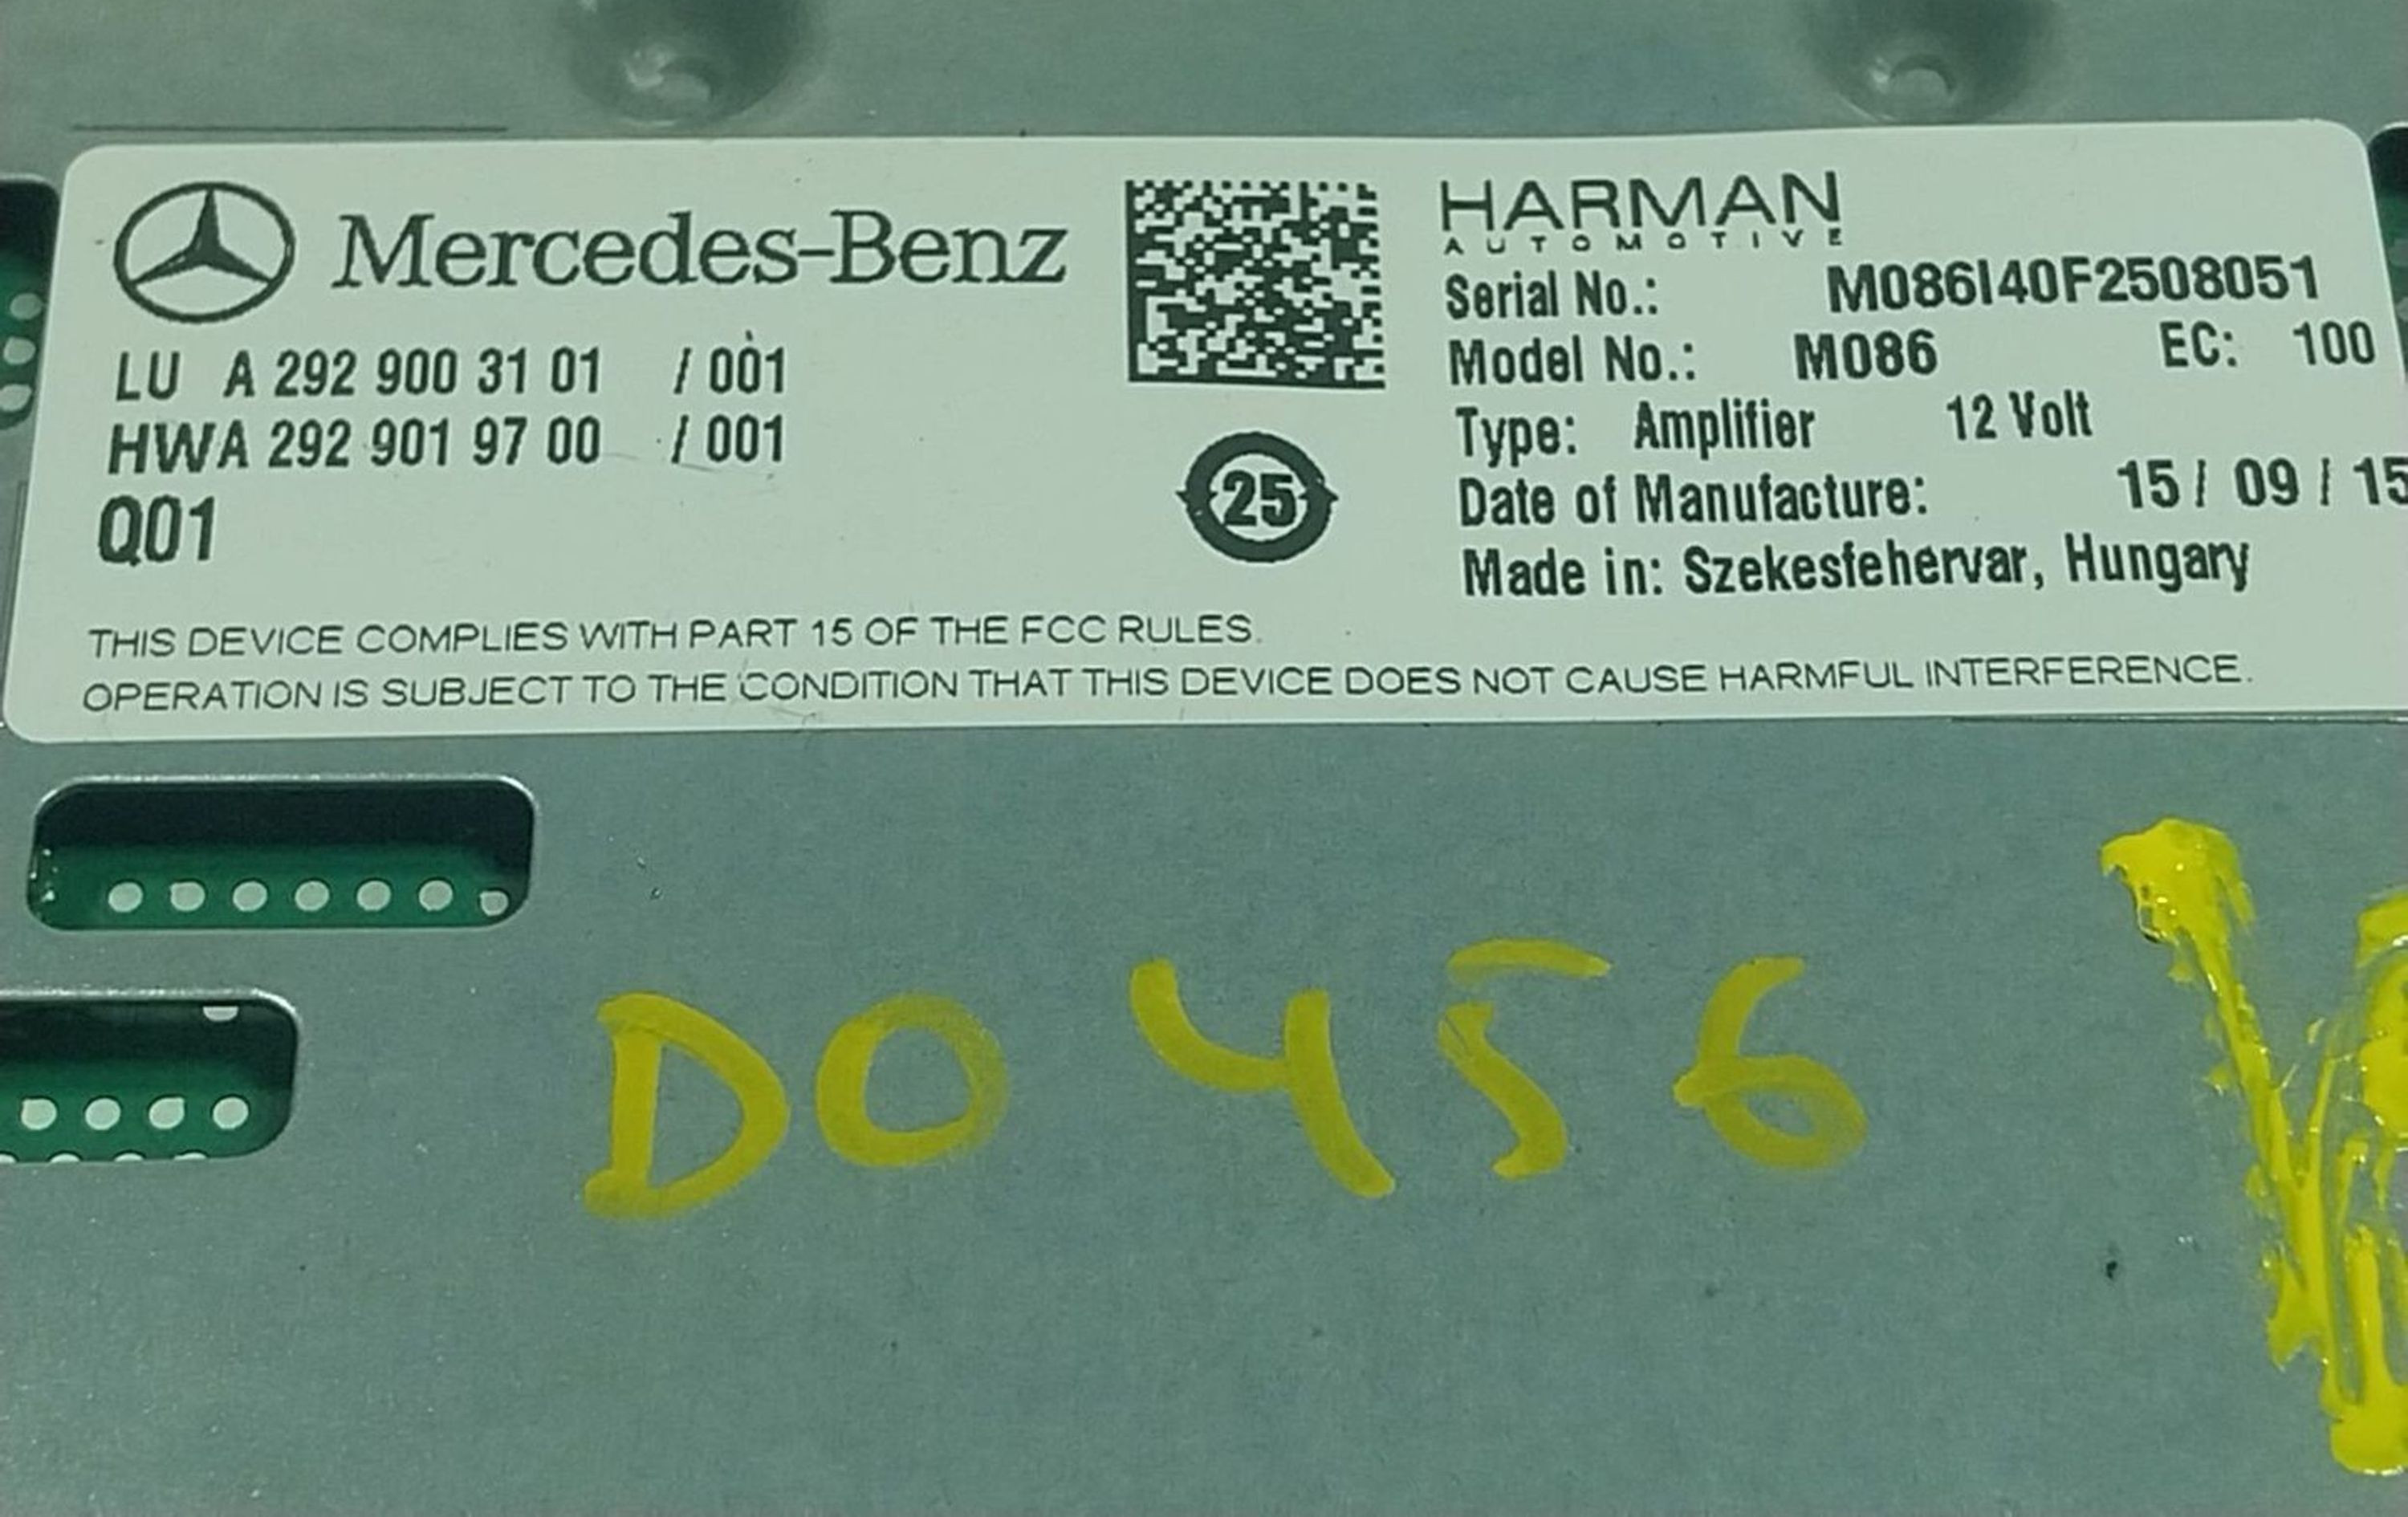 Mercedes-Benz
LU A 292 900 31 01 / 001
HWA 292 901 97 00 / 001
Q01
25
HARMAN
AUTOMOTIVE
Serial No.: M086I40F2508051
Model No.: M086 EC: 100
Type: Amplifier 12 Volt
Date of Manufacture: 15 / 09 / 15
Made in: Szekesfehervar, Hungary
THIS DEVICE COMPLIES WITH PART 15 OF THE FCC RULES.
OPERATION IS SUBJECT TO THE CONDITION THAT THIS DEVICE DOES NOT CAUSE HARMFUL INTERFERENCE.
D0456